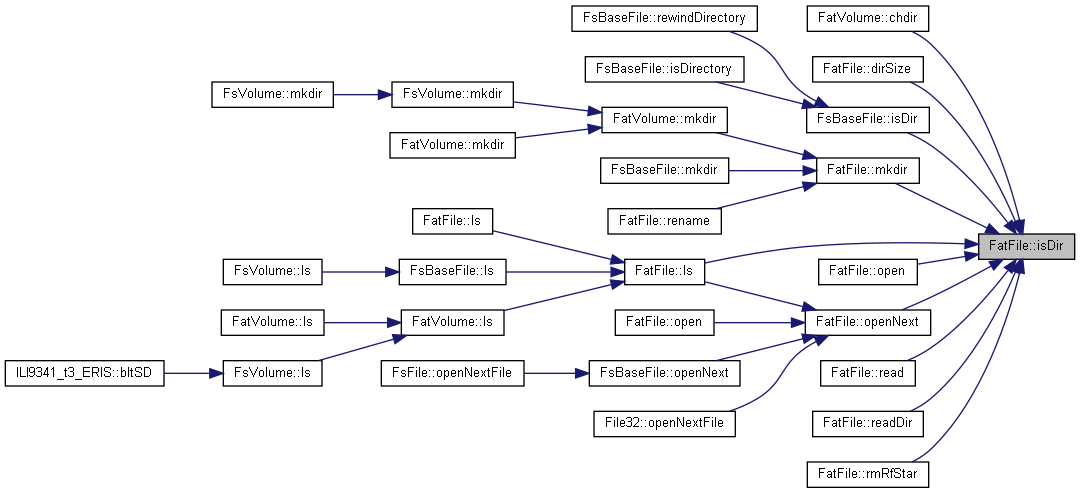 FsBaseFile::rewindDirectory
FatVolume::chdir
FsBaseFile::isDirectory
FatFile::dirSize
FsVolume::mkdir
FsVolume::mkdir
FatVolume::mkdir
FsBaseFile::isDir
FatVolume::mkdir
FsBaseFile::mkdir
FatFile::mkdir
FatFile::ls
FatFile::rename
FatFile::isDir
FsVolume::ls
FsBaseFile::ls
FatFile::ls
FatFile::open
FatVolume::ls
FatVolume::ls
FatFile::open
FatFile::openNext
ILI9341_t3_ERIS::bltSD
FsVolume::ls
FsFile::openNextFile
FsBaseFile::openNext
FatFile::read
File32::openNextFile
FatFile::readDir
FatFile::rmRfStar